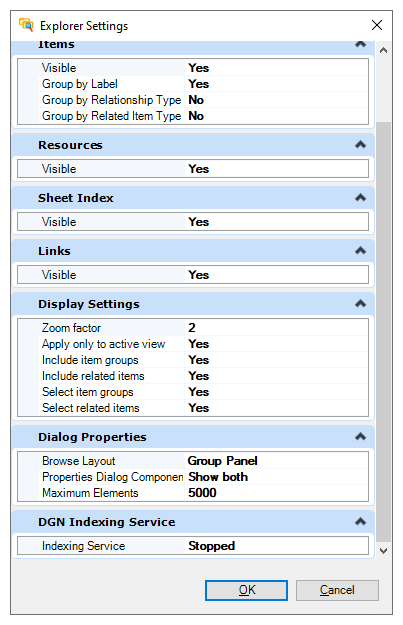 Explorer Settings
Items
Visible Yes
Group by Label Yes
Group by Relationship Type No
Group by Related Item Type No
Resources
Visible Yes
Sheet Index
Visible Yes
Links
Visible Yes
Display Settings
Zoom factor 2
Apply only to active view Yes
Include item groups Yes
Include related items Yes
Select item groups Yes
Select related items Yes
Dialog Properties
Browse Layout Group Panel
Properties Dialog Componen Show both
Maximum Elements 5000
DGN Indexing Service
Indexing Service Stopped
OK Cancel